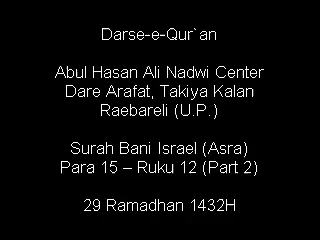 Darse-e-Qur`an
Abul Hasan Ali Nadwi Center
Dare Arafat, Takiya Kalan
Raebareli (U.P.)
Surah Bani Israel (Asra)
Para 15 – Ruku 12 (Part 2)
29 Ramadhan 1432H